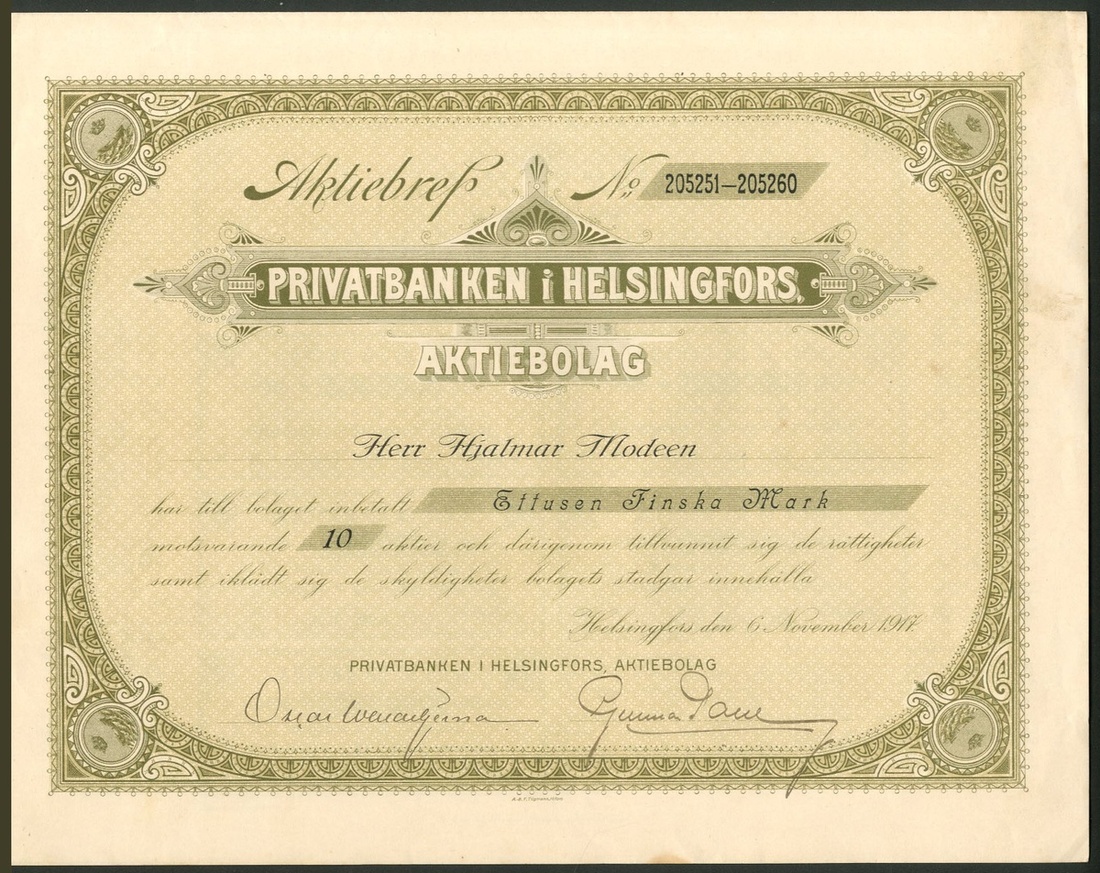 Aktiebref No 205251—205260
PRIVATBANKEN i HELSINGFORS,
AKTIEBOLAG
Herr Hjalmar Modeen
har till bolaget inbetalt Ettusen Finska Mark
motsvarande 10 aktier och därigenom tillvunnit sig de rättigheter
samt iklädt sig de skyldigheter bolagets stadgar innehålla
Helsingfors den 6 November 1917.
PRIVATBANKEN I HELSINGFORS, AKTIEBOLAG
Oscar